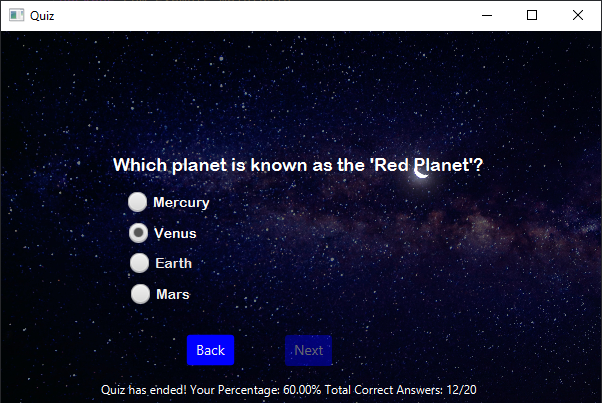 Quiz
Which planet is known as the 'Red Planet'?
Mercury
Venus
Earth
Mars
Back Next
Quiz has ended! Your Percentage: 60.00% Total Correct Answers: 12/20